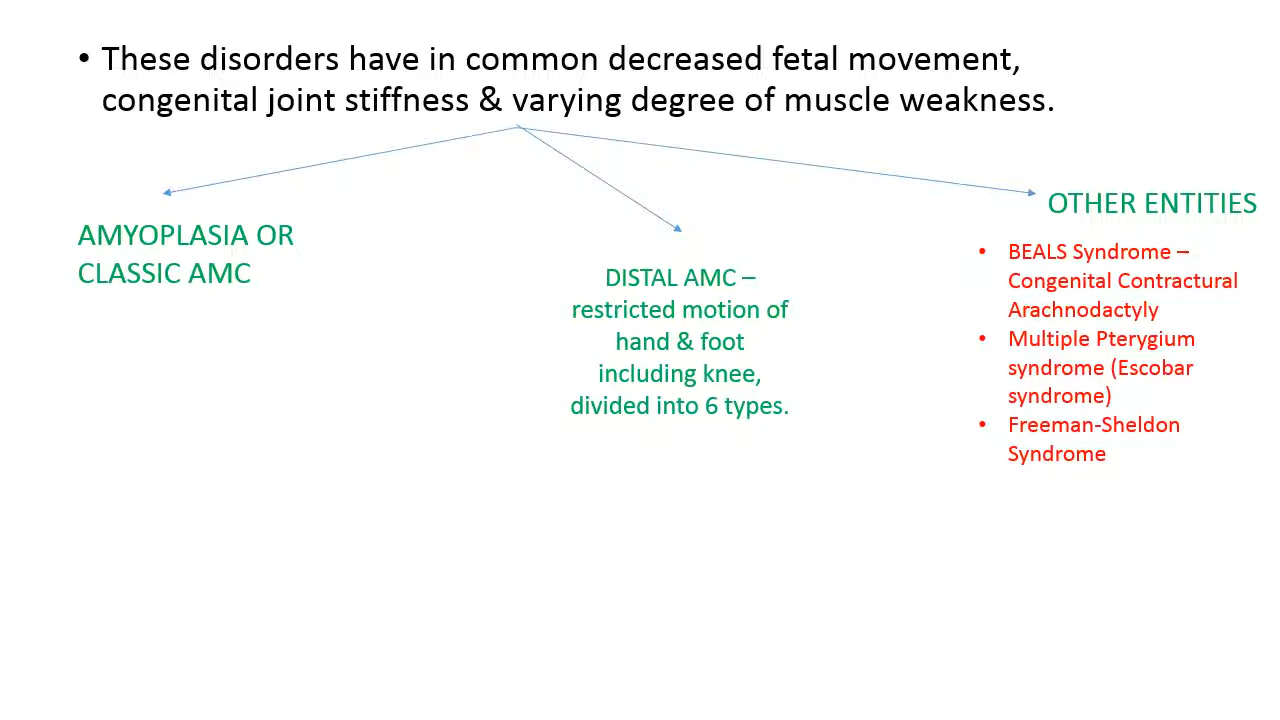 • These disorders have in common decreased fetal movement,
congenital joint stiffness & varying degree of muscle weakness.
AMYOPLASIA OR
CLASSIC AMC
DISTAL AMC –
restricted motion of
hand & foot
including knee,
divided into 6 types.
OTHER ENTITIES
• BEALS Syndrome –
Congenital Contractural
Arachnodactyly
• Multiple Pterygium
syndrome (Escobar
syndrome)
• Freeman-Sheldon
Syndrome